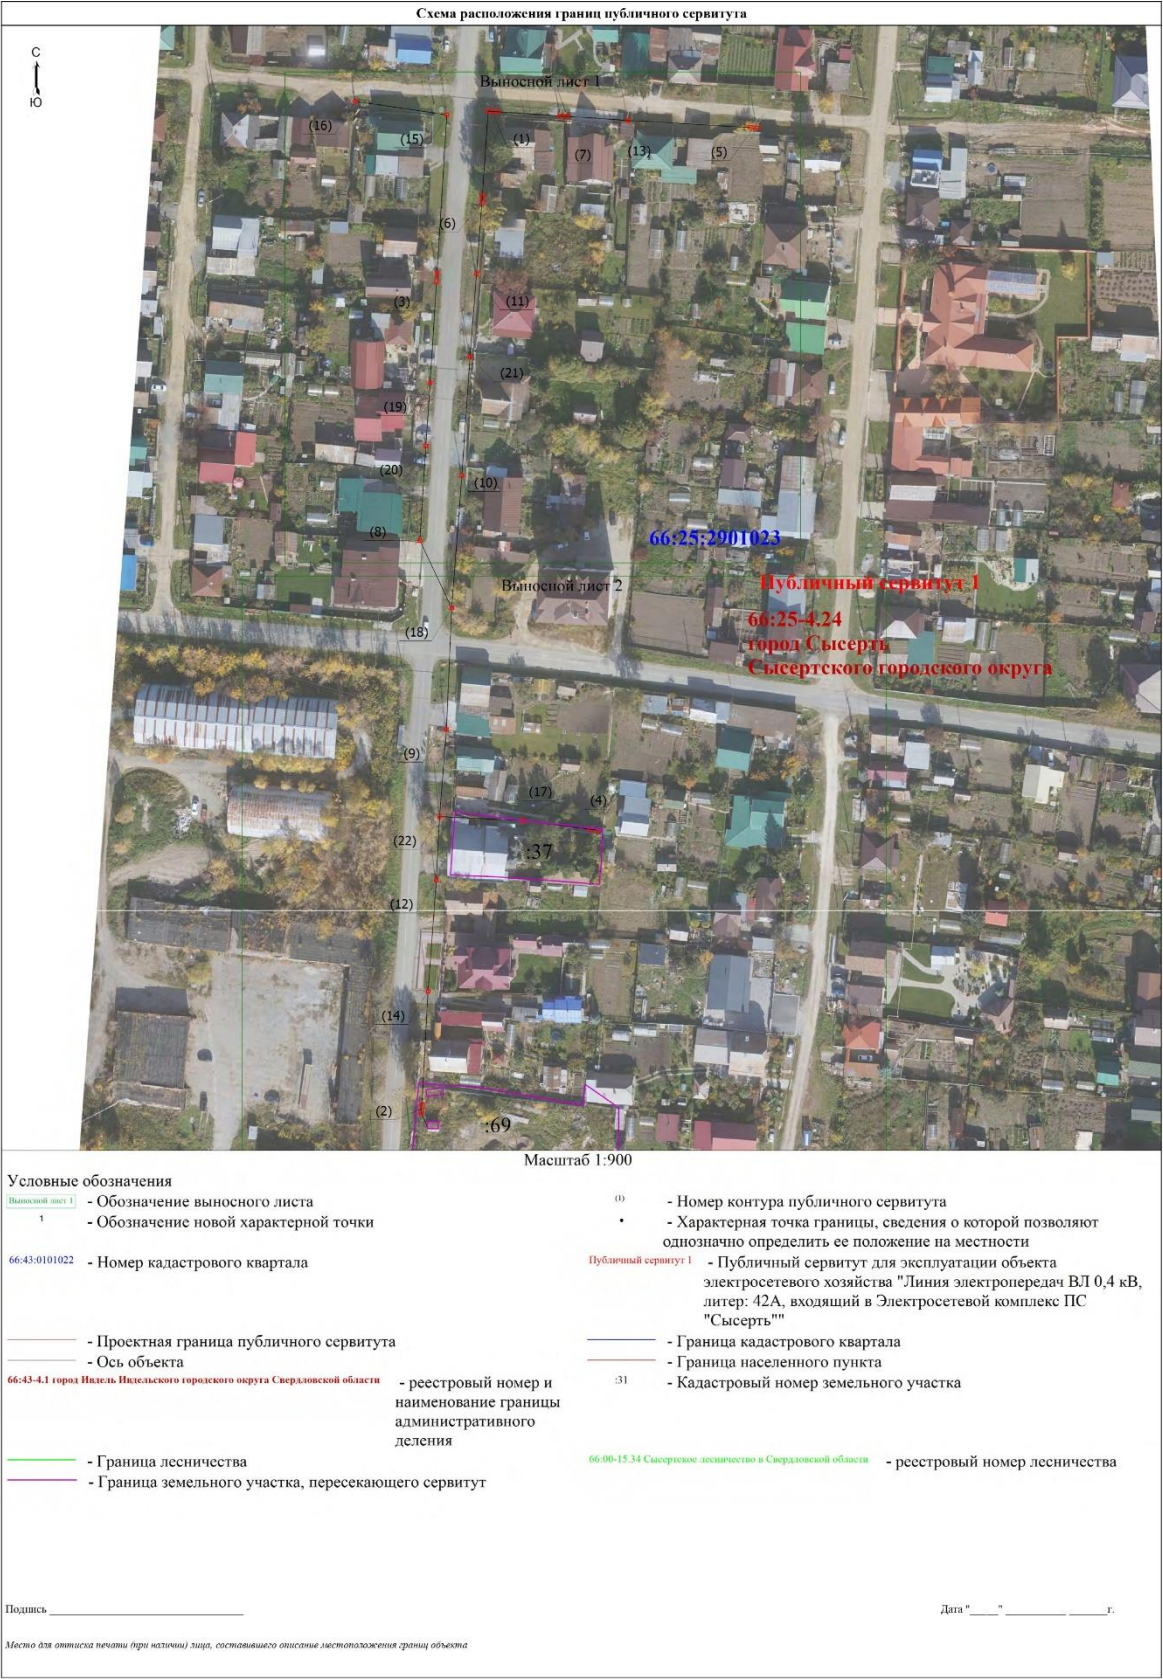 Схема расположения границ публичного сервитута
С
Ю
Выносной лист 1
(16)
(15)
(1)
(7)
(13)
(5)
(6)
(3)
(11)
(21)
(19)
(20)
(10)
(8)
66:25:2901023
Публичный сервитут 1
Выносной лист 2
66:25-4.24
город Сысерть
Сысертского городского округа
(18)
(9)
(17)
(4)
(22)
:37
(12)
(14)
(2)
:69
Масштаб 1:900
Условные обозначения
Выносной лист 1 - Обозначение выносного листа
1 - Обозначение новой характерной точки
66:43:0101022 - Номер кадастрового квартала
- Проектная граница публичного сервитута
- Ось объекта
66:43-4.1 город Ивдель Ивдельского городского округа Свердловской области - реестровый номер и
наименование границы
административного
деления
- Граница лесничества
- Граница земельного участка, пересекающего сервитут
(1) - Номер контура публичного сервитута
- Характерная точка границы, сведения о которой позволяют
однозначно определить ее положение на местности
Публичный сервитут 1 - Публичный сервитут для эксплуатации объекта
электросетевого хозяйства "Линия электропередач ВЛ 0,4 кВ,
литер: 42А, входящий в Электросетевой комплекс ПС
"Сысерть""
- Граница кадастрового квартала
- Граница населенного пункта
:31 - Кадастровый номер земельного участка
66:00-15.34 Сысертское лесничество в Свердловской области - реестровый номер лесничества
Подпись ____________________
Дата "_____" ___________ _______г.
Место для оттиска печати (при наличии) лица, составившего описание местоположения границ объекта